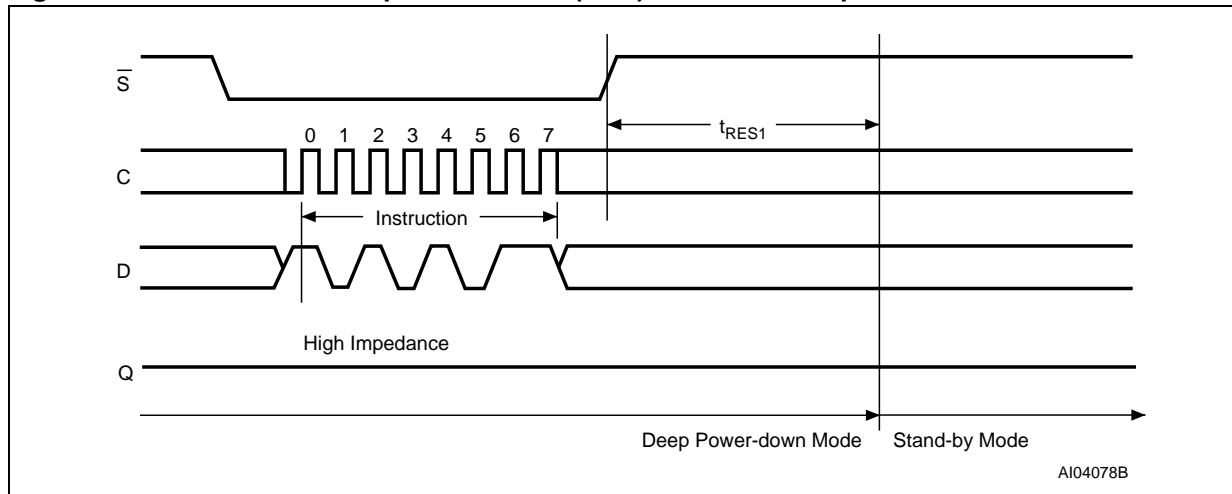 S
0 1 2 3 4 5 6 7
tRES1
C
Instruction
D
High Impedance
Q
Deep Power-down Mode Stand-by Mode
AI04078B